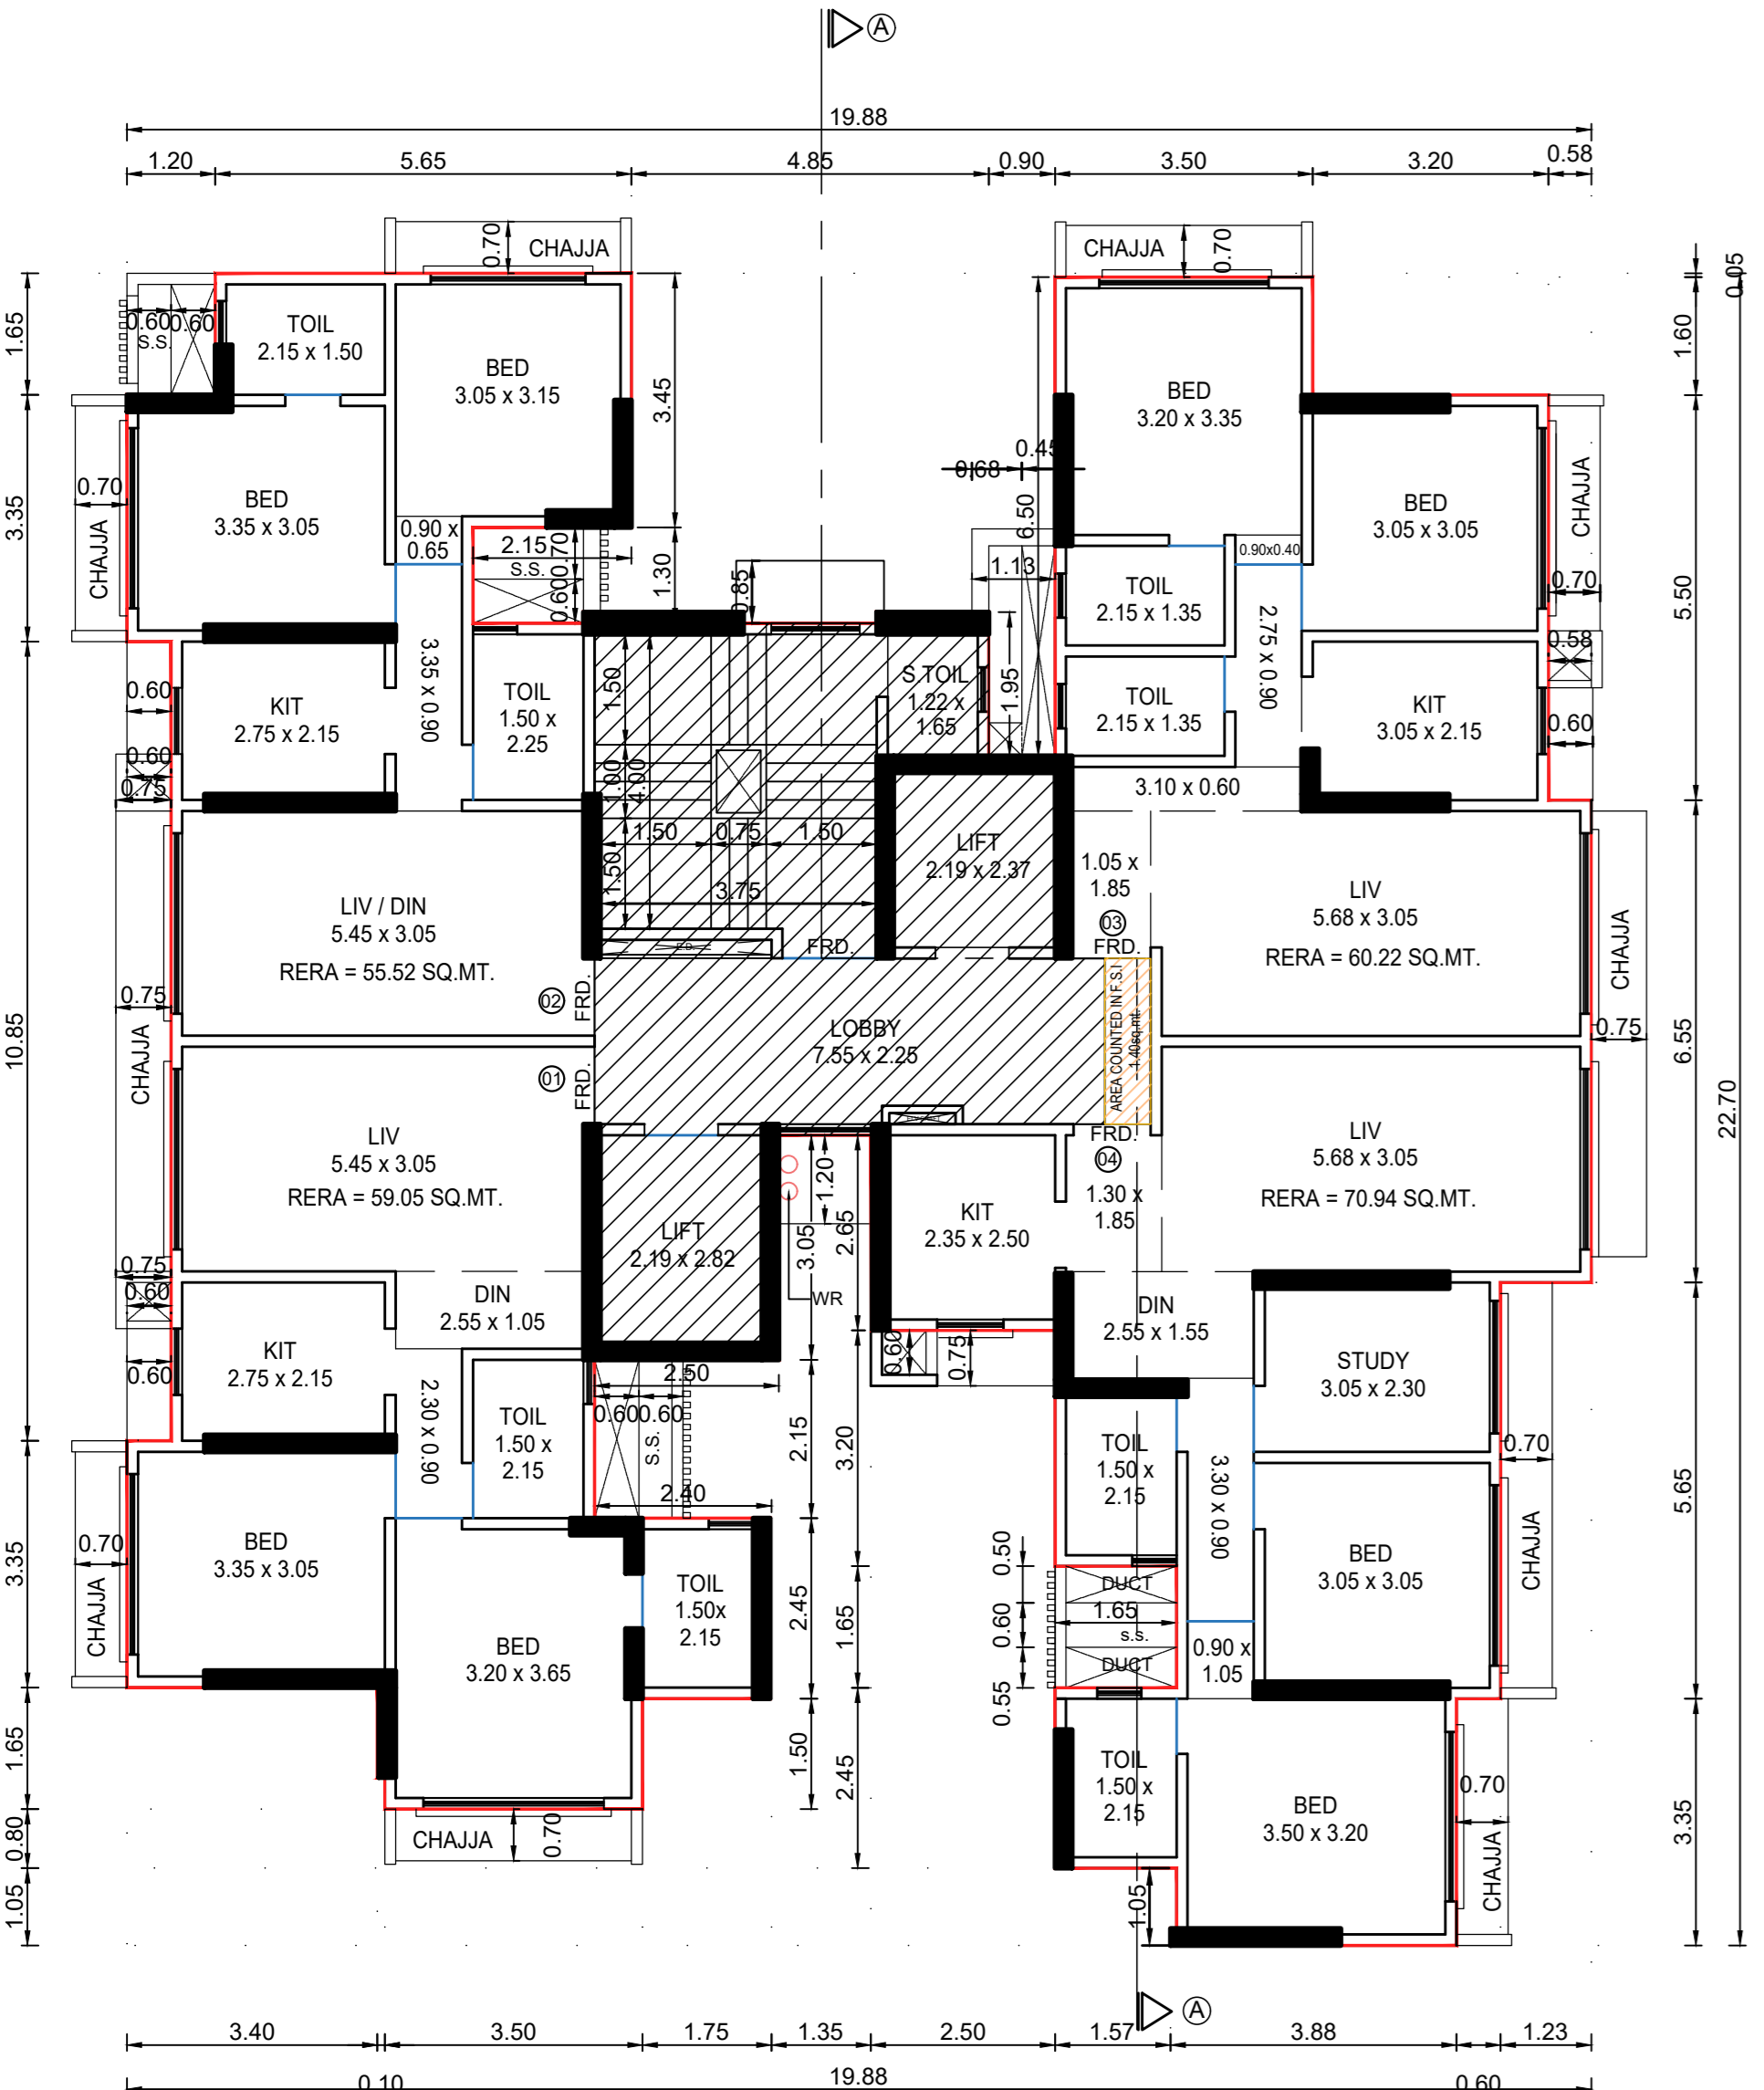 A
19.88
1.20
5.65
4.85
0.90
3.50
3.20
0.58
0.70
CHAJJA
CHAJJA
0.70
0.05
1.65
0.60
0.60
S.S.
TOIL
2.15 x 1.50
BED
3.05 x 3.15
3.45
BED
3.20 x 3.35
1.60
3.35
0.70
CHAJJA
BED
3.35 x 3.05
0.90 x
0.65
2.15
S.S.
0.70
0.60
1.30
0.85
0.68
0.45
6.50
1.13
BED
3.05 x 3.05
0.90x0.40
CHAJJA
0.70
5.50
TOIL
2.15 x 1.35
2.75 x 0.90
0.58
0.60
KIT
2.75 x 2.15
3.35 x 0.90
TOIL
1.50 x
2.25
1.50
S.TOIL
1.22 x
1.65
1.95
TOIL
2.15 x 1.35
KIT
3.05 x 2.15
0.60
0.60
0.75
1.00
4.00
3.10 x 0.60
1.50
0.75
1.50
1.50
3.75
LIFT
2.19 x 2.37
1.05 x
1.85
03
FRD.
FRD.
LIV / DIN
5.45 x 3.05
RERA = 55.52 SQ.MT.
LIV
5.68 x 3.05
RERA = 60.22 SQ.MT.
CHAJJA
0.75
02
FRD.
10.85
CHAJJA
LOBBY
7.55 x 2.25
AREA COUNTED IN F.S.I
1.40sq.mt.
0.75
6.55
22.70
01
FRD.
LIV
5.45 x 3.05
RERA = 59.05 SQ.MT.
FRD.
04
1.30 x
1.85
LIV
5.68 x 3.05
RERA = 70.94 SQ.MT.
LIFT
2.19 x 2.82
1.20
3.05
2.65
WR
KIT
2.35 x 2.50
0.75
0.60
DIN
2.55 x 1.05
DIN
2.55 x 1.55
0.60
0.75
KIT
2.75 x 2.15
0.60
2.30 x 0.90
TOIL
1.50 x
2.15
2.50
0.60
0.60
S.S.
2.40
2.15
3.20
STUDY
3.05 x 2.30
0.70
TOIL
1.50 x
2.15
3.30 x 0.90
5.65
3.35
0.70
CHAJJA
BED
3.35 x 3.05
BED
3.20 x 3.65
TOIL
1.50x
2.15
2.45
1.65
0.50
0.60
0.55
DUCT
1.65
s.s.
DUCT
0.90 x
1.05
BED
3.05 x 3.05
CHAJJA
1.65
1.50
2.45
TOIL
1.50 x
2.15
BED
3.50 x 3.20
0.70
CHAJJA
3.35
0.80
CHAJJA
0.70
1.05
1.05
A
3.40
3.50
1.75
1.35
2.50
1.57
3.88
1.23
0.10
19.88
0.60